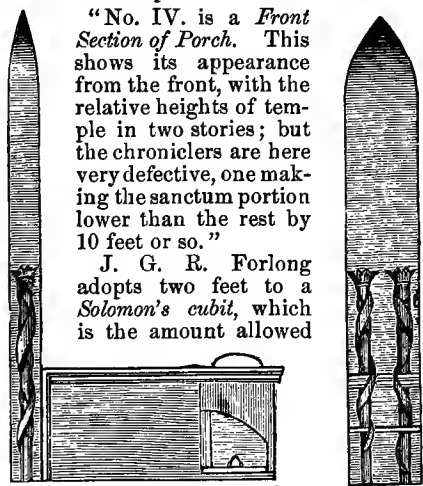 “No. IV. is a Front
Section of Porch. This
shows its appearance
from the front, with the
relative heights of tem-
ple in two stories; but
the chroniclers are here
very defective, one mak-
ing the sanctum portion
lower than the rest by
10 feet or so.”
J. G. R. Forlong
adopts two feet to a
Solomon's cubit, which
is the amount allowed